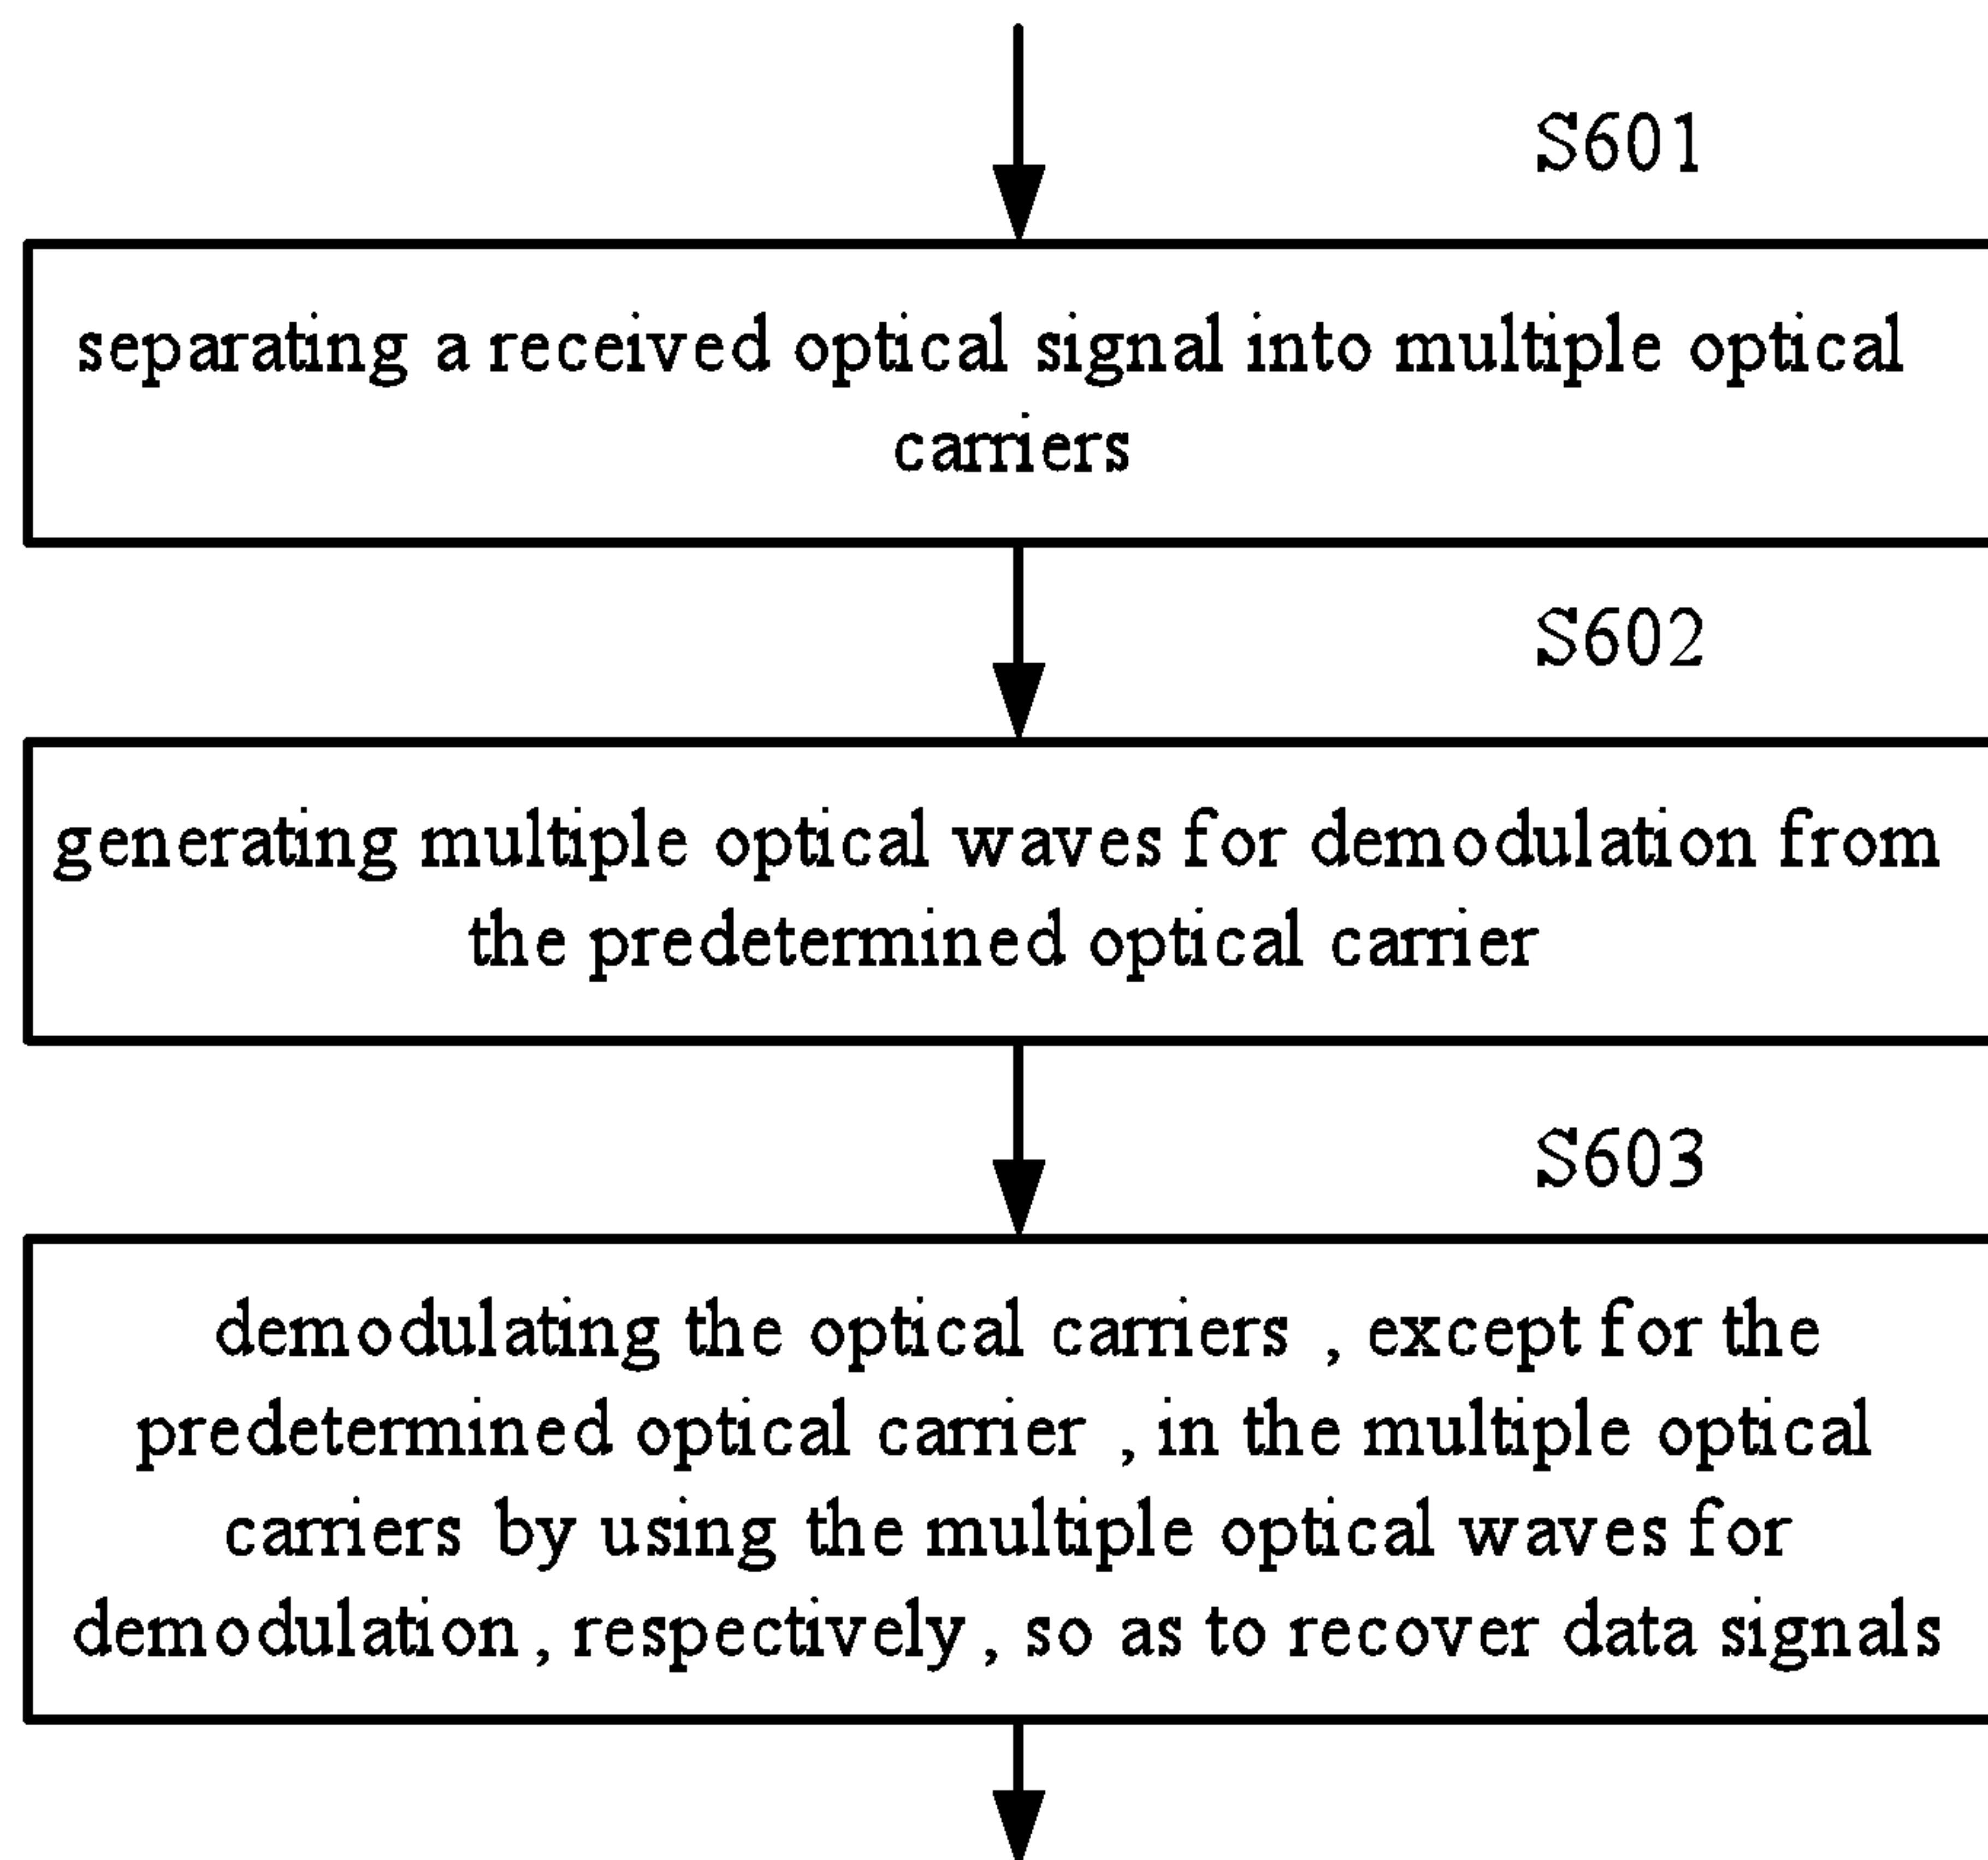 S601
separating a received optical signal into multiple optical
carriers
S602
generating multiple optical waves for demodulation from
the predetermined optical carrier
S603
demodulating the optical carriers , except for the
predetermined optical carrier , in the multiple optical
carriers by using the multiple optical waves for
demodulation , respectively , so as to recover data signals